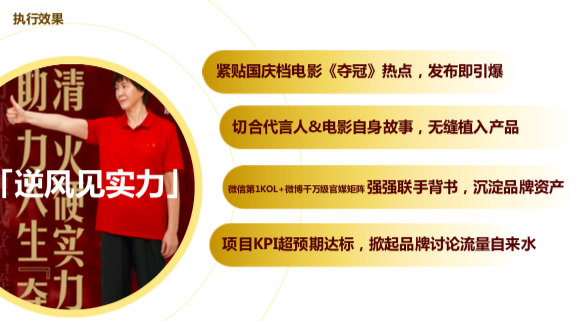 执行效果
紧贴国庆档电影《夺冠》热点，发布即引爆
切合代言人&电影自身故事，无缝植入产品
微信第1KOL+微博千万级官媒矩阵 强强联手背书，沉淀品牌资产
项目KPI超预期达标，掀起品牌讨论流量自来水
「逆风见实力」
清火硬实力
助力人生『夺